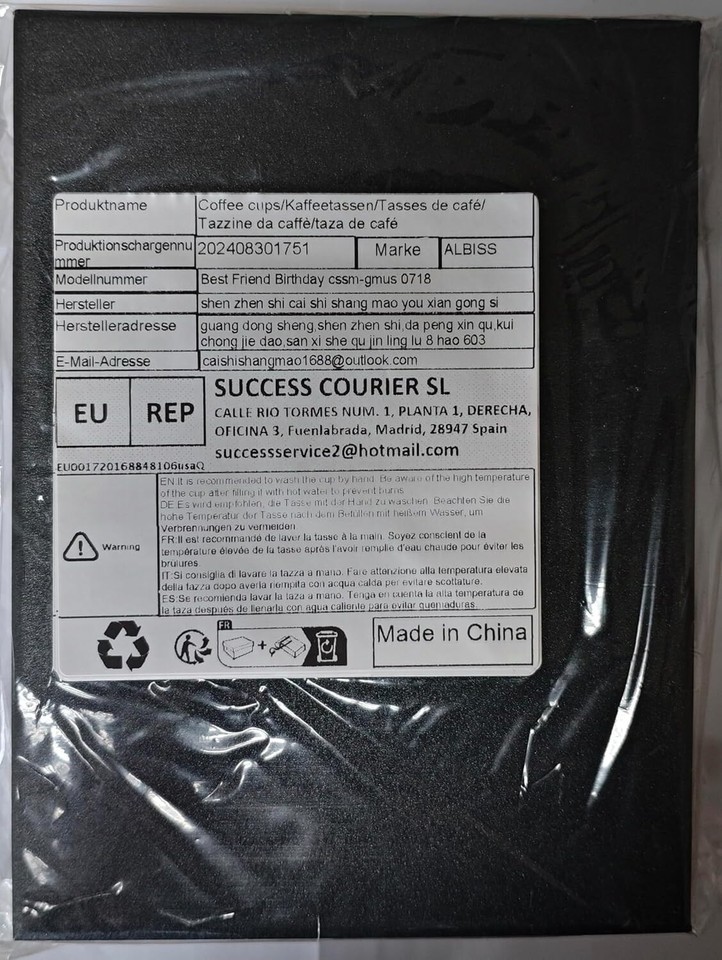 Produktname
Coffee cups/Kaffeetassen/Tasses de café/
Tazzine da caffè/taza de café
Produktionschargennu
mmer
202408301751
Marke
ALBISS
Modellnummer
Best Friend Birthday cssm-gmus 0718
Hersteller
shen zhen shi cai shi shang mao you xian gong si
Herstelleradresse
guang dong sheng,shen zhen shi,da peng xin qu,kui
chong jie dao,san xi she qu jin ling lu 8 hao 603
E-Mail-Adresse
caishishangmao1688@outlook.com
EU REP
SUCCESS COURIER SL
CALLE RIO TORMES NUM. 1, PLANTA 1, DERECHA,
OFICINA 3, Fuenlabrada, Madrid, 28947 Spain
successservice2@hotmail.com
EU001720168848106usaQ
Warning
EN:It is recommended to wash the cup by hand. Be aware of the high temperature
of the cup after filling it with hot water to prevent burns.
DE:Es wird empfohlen, die Tasse mit der Hand zu waschen. Beachten Sie die
hohe Temperatur der Tasse nach dem Befüllen mit heißem Wasser, um
Verbrennungen zu vermeiden.
FR:Il est recommandé de laver la tasse à la main. Soyez conscient de la
température élevée de la tasse après l'avoir remplie d'eau chaude pour éviter les
brûlures.
IT:Si consiglia di lavare la tazza a mano. Fare attenzione alla temperatura elevata
della tazza dopo averla riempita con acqua calda per evitare scottature.
ES:Se recomienda lavar la taza a mano. Tenga en cuenta la alta temperatura de
la taza después de llenarla con agua caliente para evitar quemaduras.
FR
Made in China